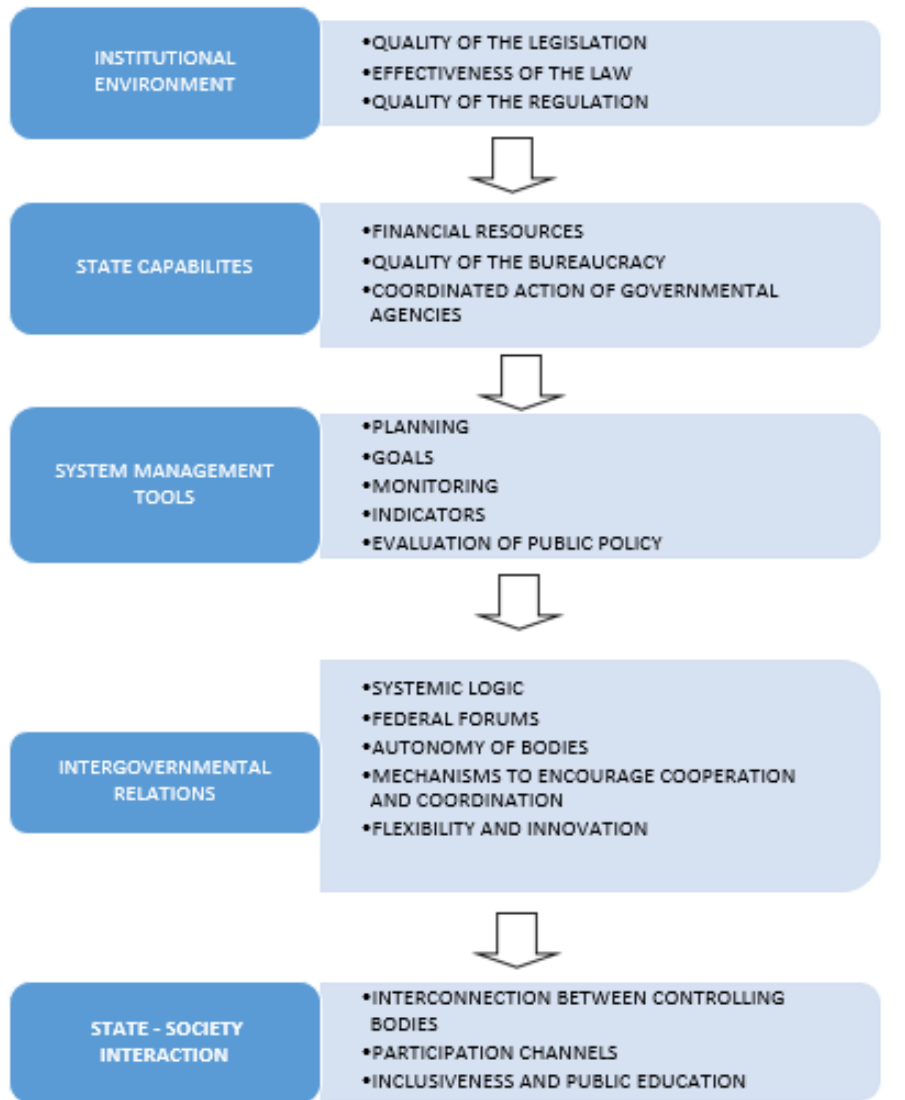 INSTITUTIONAL
ENVIRONMENT
•QUALITY OF THE LEGISLATION
•EFFECTIVENESS OF THE LAW
•QUALITY OF THE REGULATION
STATE CAPABILITES
•FINANCIAL RESOURCES
•QUALITY OF THE BUREAUCRACY
•COORDINATED ACTION OF GOVERNMENTAL
AGENCIES
SYSTEM MANAGEMENT
TOOLS
•PLANNING
•GOALS
•MONITORING
•INDICATORS
•EVALUATION OF PUBLIC POLICY
INTERGOVERNMENTAL
RELATIONS
•SYSTEMIC LOGIC
•FEDERAL FORUMS
•AUTONOMY OF BODIES
•MECHANISMS TO ENCOURAGE COOPERATION
AND COORDINATION
•FLEXIBILITY AND INNOVATION
STATE - SOCIETY
INTERACTION
•INTERCONNECTION BETWEEN CONTROLLING
BODIES
•PARTICIPATION CHANNELS
•INCLUSIVENESS AND PUBLIC EDUCATION